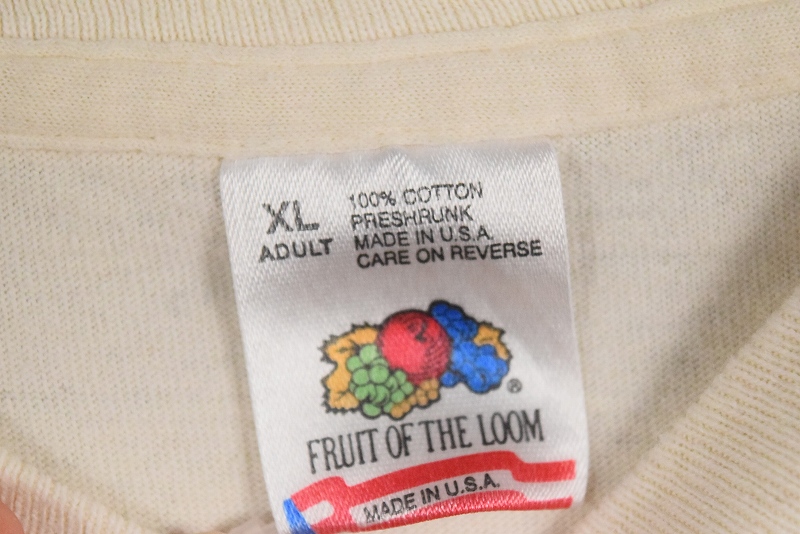 XL
ADULT
100% COTTON
PRESHRUNK
MADE IN U.S.A.
CARE ON REVERSE
®
FRUIT OF THE LOOM
MADE IN U.S.A.